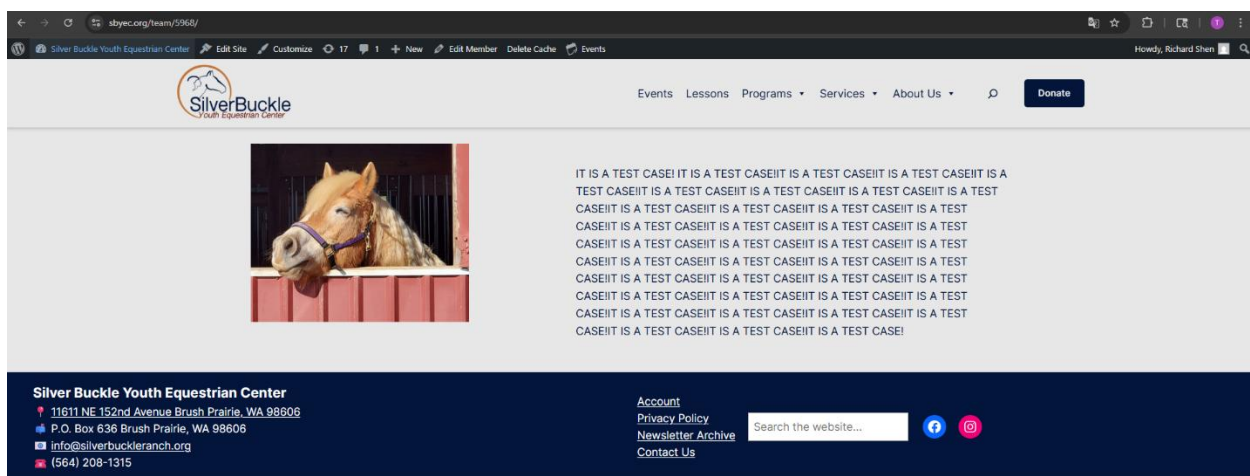 sbyec.org/team/5968/
Silver Buckle Youth Equestrian Center Edit Site Customize 17 1 New Edit Member Delete Cache Events Howdy, Richard Shen
SilverBuckle
Youth Equestrian Center
Events Lessons Programs Services About Us Donate
IT IS A TEST CASE! IT IS A TEST CASE!IT IS A TEST CASE!IT IS A TEST CASE!IT IS A
TEST CASE!IT IS A TEST CASE!IT IS A TEST CASE!IT IS A TEST CASE!IT IS A TEST
CASE!IT IS A TEST CASE!IT IS A TEST CASE!IT IS A TEST CASE!IT IS A TEST
CASE!IT IS A TEST CASE!IT IS A TEST CASE!IT IS A TEST CASE!IT IS A TEST
CASE!IT IS A TEST CASE!IT IS A TEST CASE!IT IS A TEST CASE!IT IS A TEST
CASE!IT IS A TEST CASE!IT IS A TEST CASE!IT IS A TEST CASE!IT IS A TEST
CASE!IT IS A TEST CASE!IT IS A TEST CASE!IT IS A TEST CASE!IT IS A TEST
CASE!IT IS A TEST CASE!IT IS A TEST CASE!IT IS A TEST CASE!IT IS A TEST
CASE!IT IS A TEST CASE!IT IS A TEST CASE!IT IS A TEST CASE!IT IS A TEST
CASE!IT IS A TEST CASE!IT IS A TEST CASE!IT IS A TEST CASE!
Silver Buckle Youth Equestrian Center
11611 NE 152nd Avenue Brush Prairie, WA 98606
P.O. Box 636 Brush Prairie, WA 98606
info@silverbuckleranch.org
(564) 208-1315
Account
Privacy Policy
Newsletter Archive
Contact Us
Search the website...